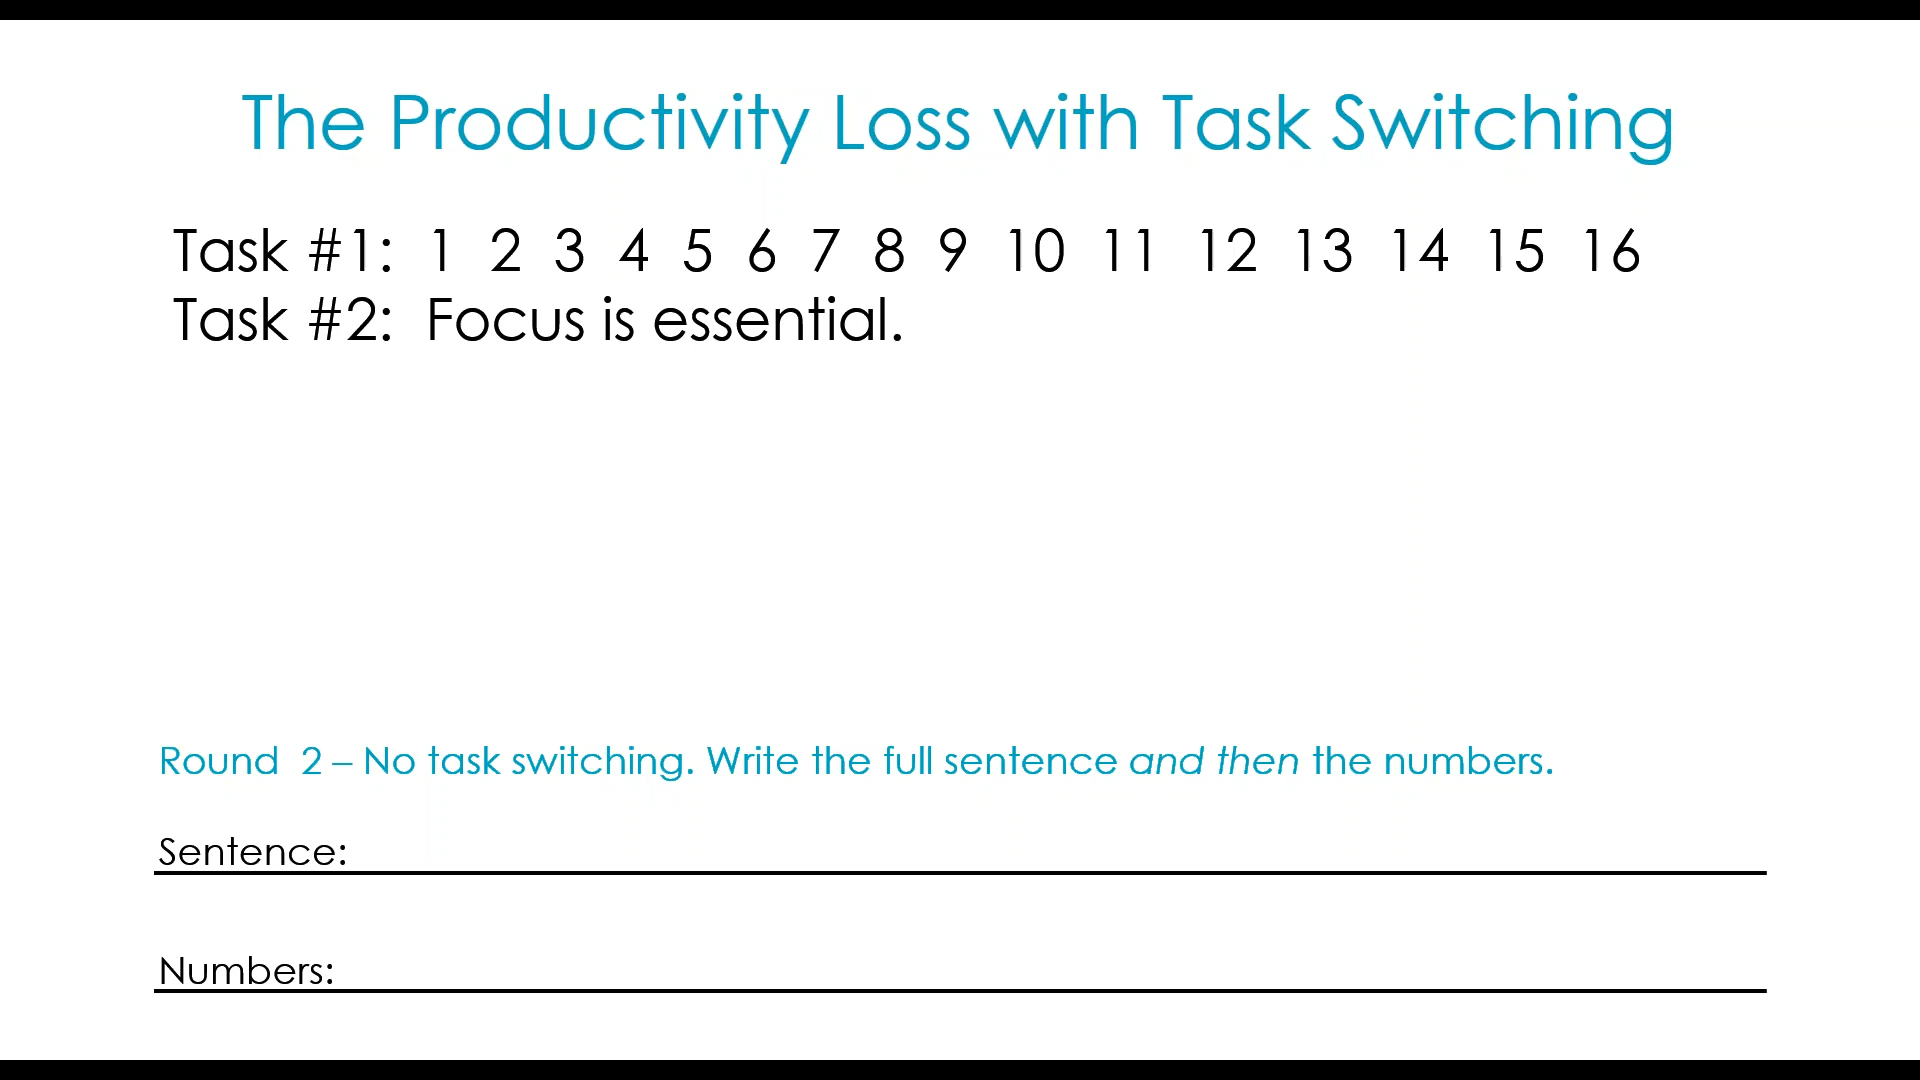 The Productivity Loss with Task Switching
Task #1: 1 2 3 4 5 6 7 8 9 10 11 12 13 14 15 16
Task #2: Focus is essential.
Round 2 – No task switching. Write the full sentence and then the numbers.
Sentence:
Numbers: